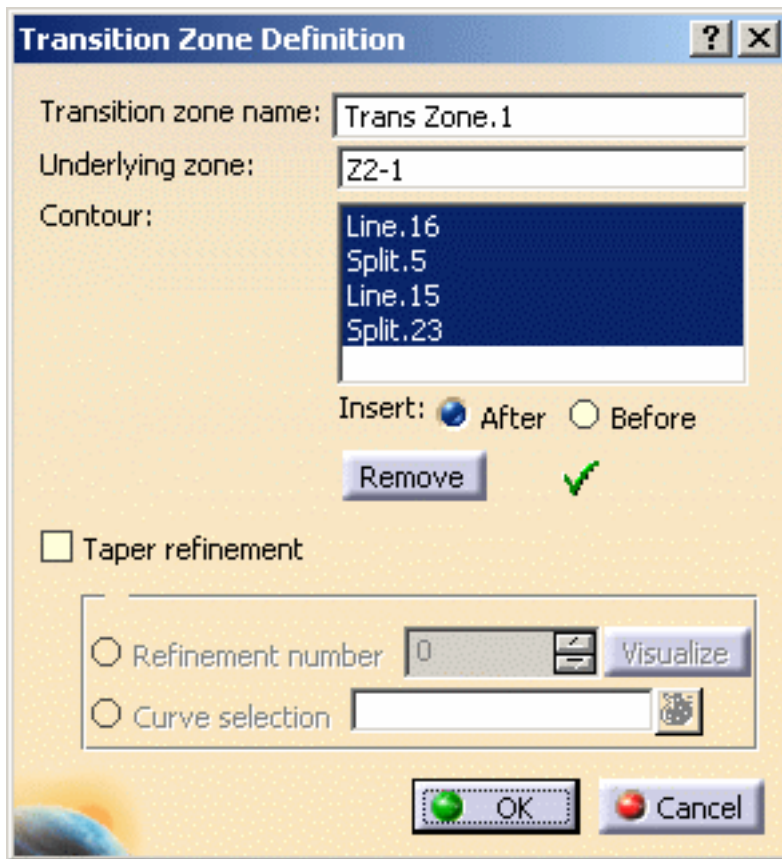 Transition Zone Definition
Transition zone name: Trans Zone.1
Underlying zone: Z2-1
Contour:
Line.16
Split.5
Line.15
Split.23
Insert: After Before
Remove
Taper refinement
Refinement number 0 Visualize
Curve selection
OK Cancel